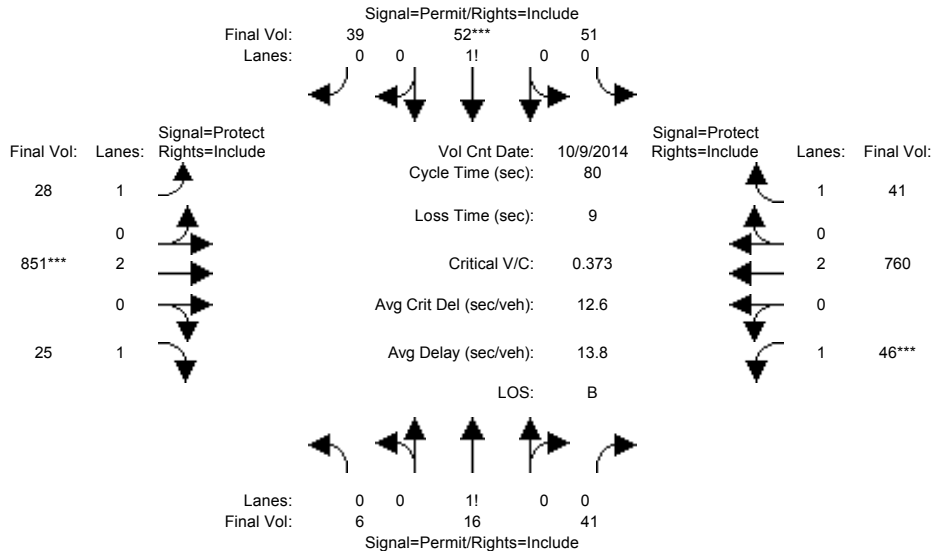 Signal=Permit/Rights=Include
Final Vol: 39 52*** 51
Lanes: 0 0 1! 0 0
Signal=Protect Signal=Protect
Final Vol: Lanes: Rights=Include Vol Cnt Date: 10/9/2014 Rights=Include Lanes: Final Vol:
Cycle Time (sec): 80
28 1 1 41
Loss Time (sec): 9
0 0
851*** 2 Critical V/C: 0.373 2 760
0 Avg Crit Del (sec/veh): 12.6 0
25 1 Avg Delay (sec/veh): 13.8 1 46***
LOS: B
Lanes: 0 0 1! 0 0
Final Vol: 6 16 41
Signal=Permit/Rights=Include